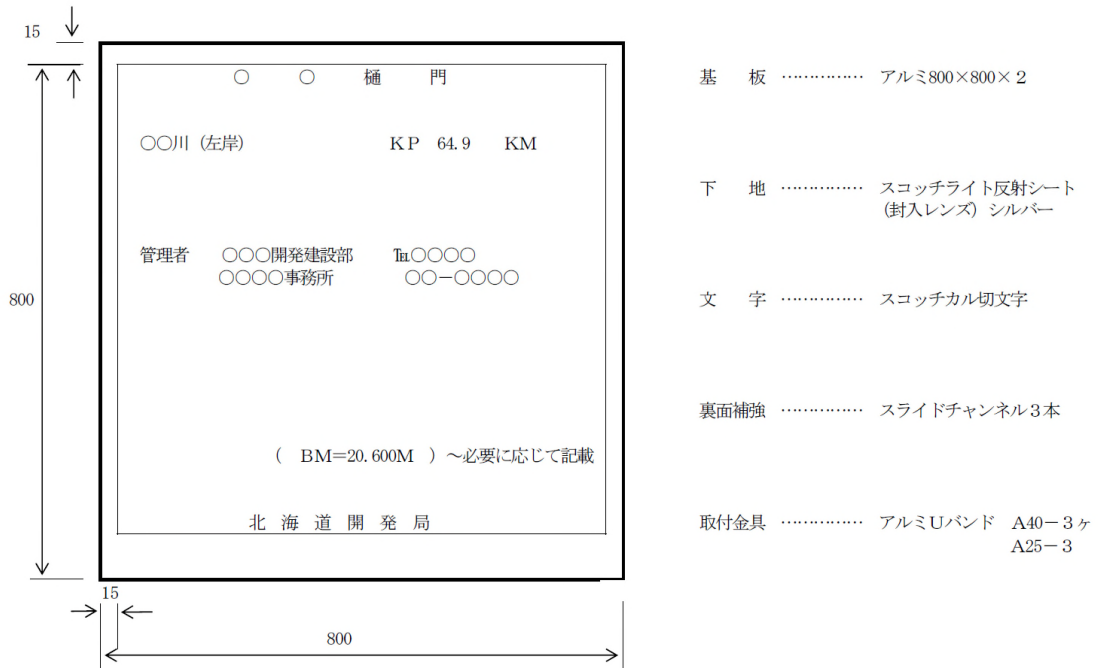 15
○　○　樋　門
○○川（左岸）　KP　64.9　KM
管理者　○○○開発建設部　℡○○○○
○○○○事務所　○○－○○○○
（　BM＝20.600M　）～必要に応じて記載
北　海　道　開　発　局
800
15
800
基　板　……………　アルミ800×800×２
下　地　……………　スコッチライト反射シート
（封入レンズ）シルバー
文　字　……………　スコッチカル切文字
裏面補強　……………　スライドチャンネル３本
取付金具　……………　アルミＵバンド　A40－３ヶ
A25－３